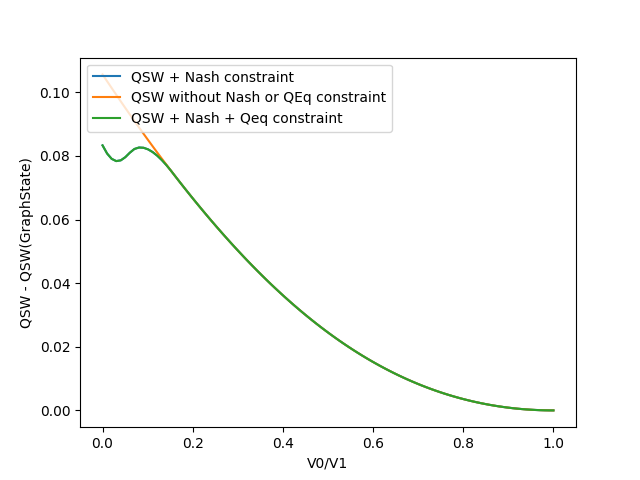 QSW + Nash constraint
QSW without Nash or QEq constraint
QSW + Nash + Qeq constraint
QSW - QSW(GraphState)
0.10
0.08
0.06
0.04
0.02
0.00
0.0 0.2 0.4 0.6 0.8 1.0
V0/V1